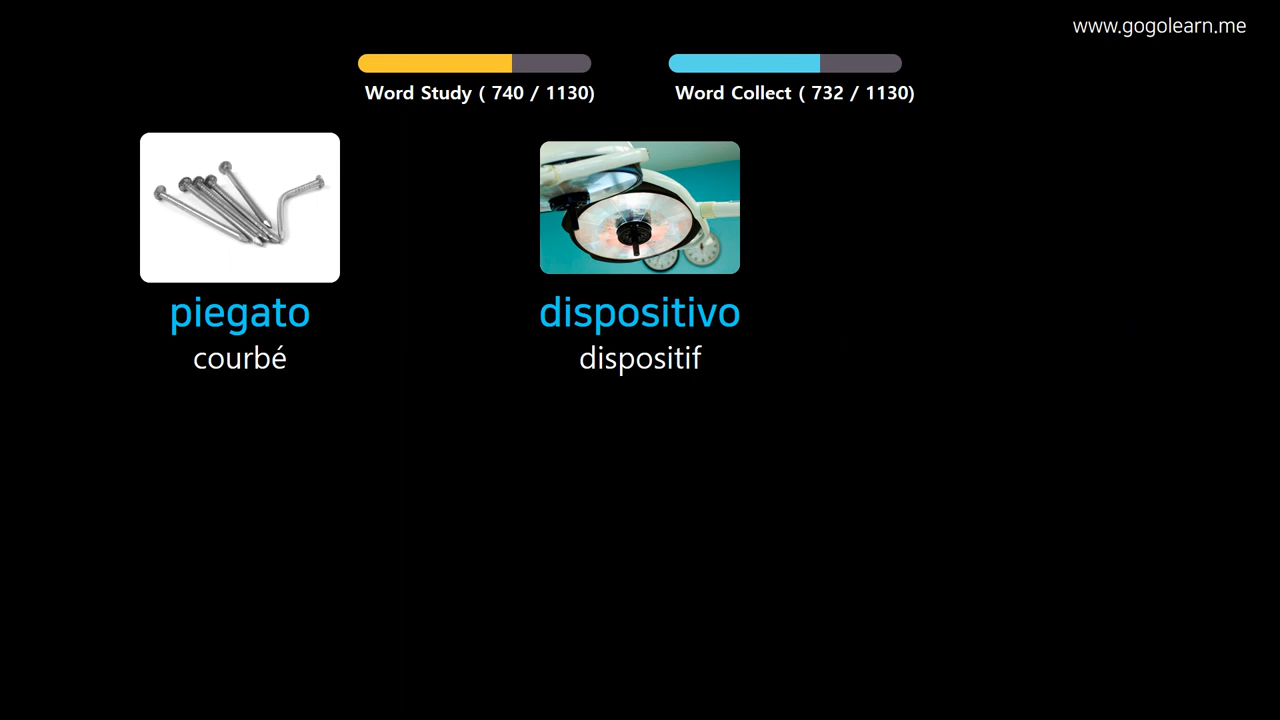 www.gogolearn.me
Word Study ( 740 / 1130)
Word Collect ( 732 / 1130)
piegato
courbé
dispositivo
dispositif